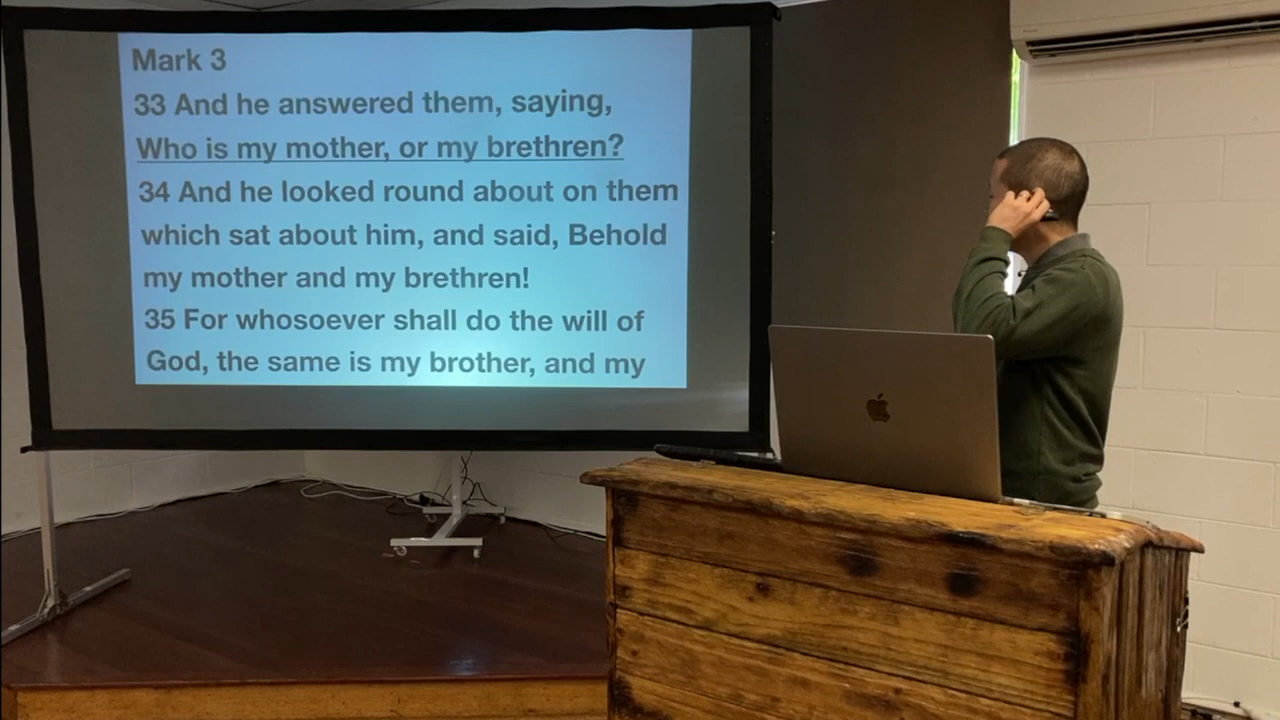 Mark 3
33 And he answered them, saying,
Who is my mother, or my brethren?
34 And he looked round about on them
which sat about him, and said, Behold
my mother and my brethren!
35 For whosoever shall do the will of
God, the same is my brother, and my